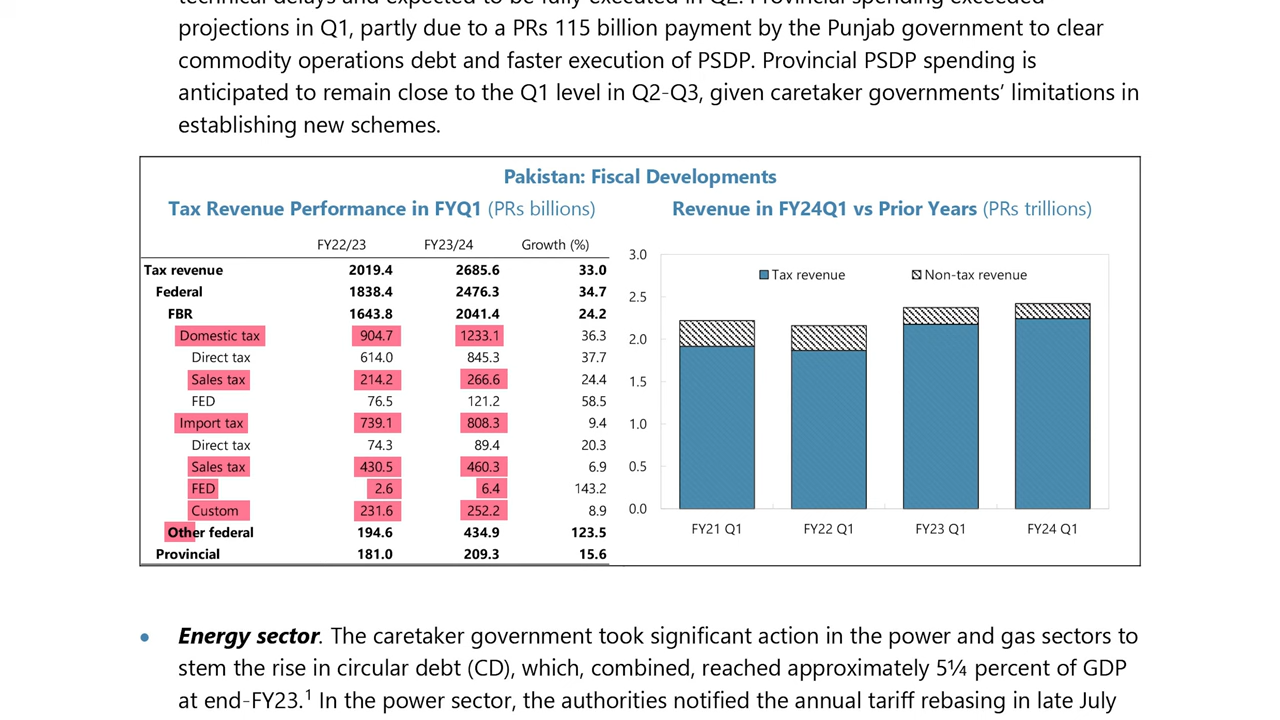 technical delays and expected to be fully executed in Q2. Provincial spending exceeded
projections in Q1, partly due to a PRs 115 billion payment by the Punjab government to clear
commodity operations debt and faster execution of PSDP. Provincial PSDP spending is
anticipated to remain close to the Q1 level in Q2-Q3, given caretaker governments’ limitations in
establishing new schemes.
Pakistan: Fiscal Developments
Tax Revenue Performance in FYQ1 (PRs billions)
FY22/23 FY23/24 Growth (%)
Tax revenue 2019.4 2685.6 33.0
Federal 1838.4 2476.3 34.7
FBR 1643.8 2041.4 24.2
Domestic tax 904.7 1233.1 36.3
Direct tax 614.0 845.3 37.7
Sales tax 214.2 266.6 24.4
FED 76.5 121.2 58.5
Import tax 739.1 808.3 9.4
Direct tax 74.3 89.4 20.3
Sales tax 430.5 460.3 6.9
FED 2.6 6.4 143.2
Custom 231.6 252.2 8.9
Other federal 194.6 434.9 123.5
Provincial 181.0 209.3 15.6
Revenue in FY24Q1 vs Prior Years (PRs trillions)
Tax revenue Non-tax revenue
3.0
2.5
2.0
1.5
1.0
0.5
0.0
FY21 Q1 FY22 Q1 FY23 Q1 FY24 Q1
• Energy sector. The caretaker government took significant action in the power and gas sectors to
stem the rise in circular debt (CD), which, combined, reached approximately 5¼ percent of GDP
at end-FY23.¹ In the power sector, the authorities notified the annual tariff rebasing in late July